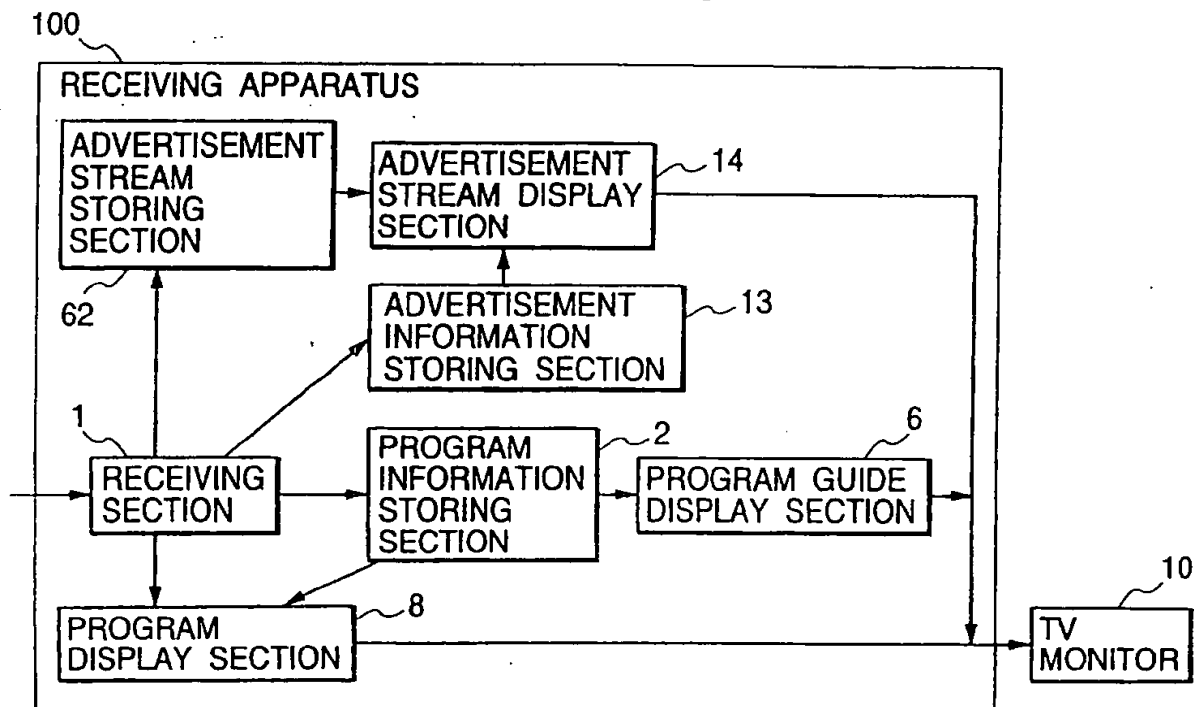 100
RECEIVING APPARATUS
ADVERTISEMENT
STREAM
STORING
SECTION
62
ADVERTISEMENT
STREAM DISPLAY
SECTION
14
ADVERTISEMENT
INFORMATION
STORING SECTION
13
1
RECEIVING
SECTION
PROGRAM
INFORMATION
STORING
SECTION
2
PROGRAM GUIDE
DISPLAY SECTION
6
PROGRAM
DISPLAY SECTION
8
10
TV
MONITOR